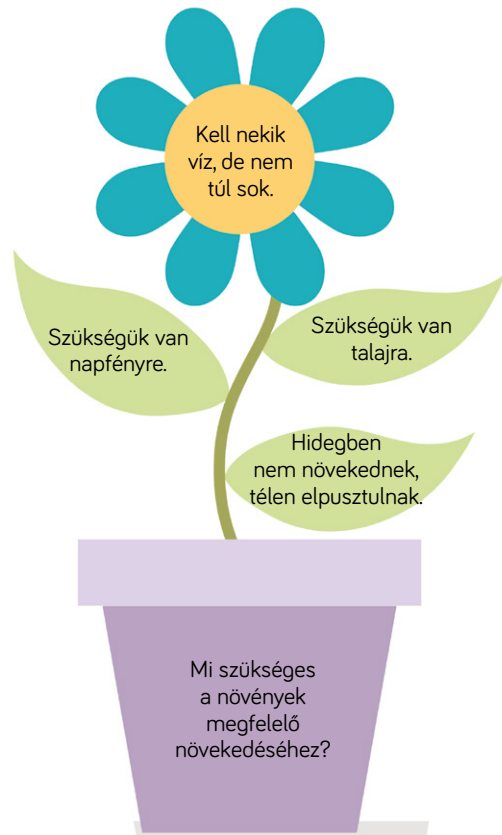 Kell nekik
víz, de nem
túl sok.
Szükségük van
napfényre.
Szükségük van
talajra.
Hidegben
nem növekednek,
télen elpusztulnak.
Mi szükséges
a növények
megfelelő
növekedéséhez?